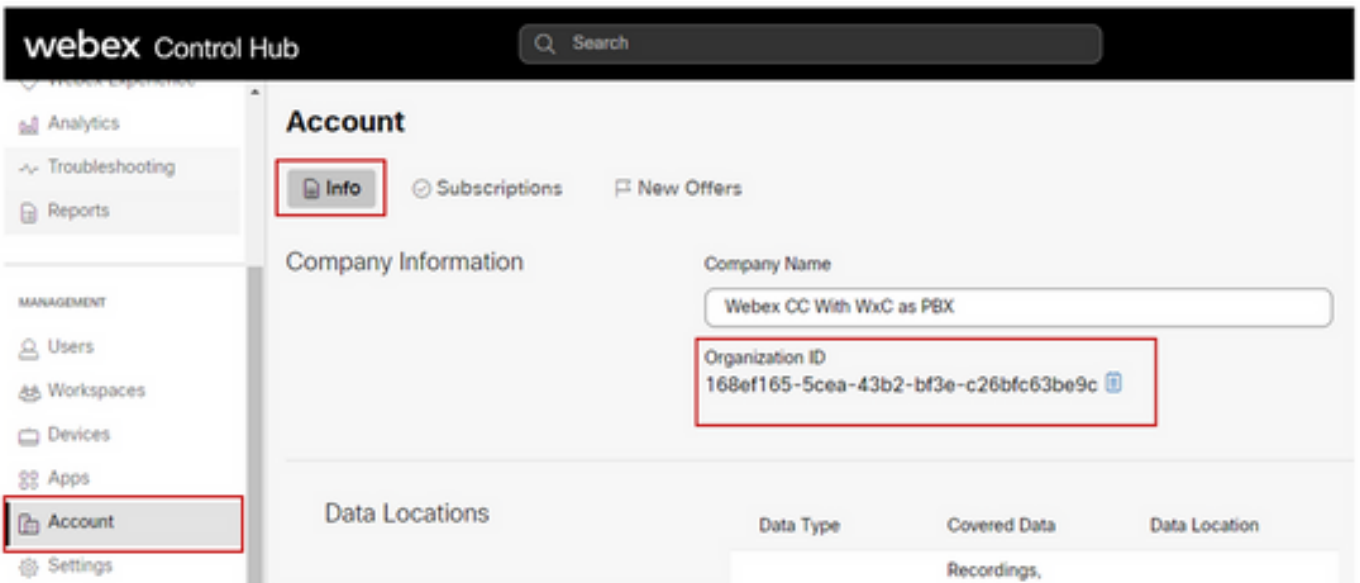 webex Control Hub
Search
Webex Experience
Analytics
Troubleshooting
Reports
MANAGEMENT
Users
Workspaces
Devices
Apps
Account
Settings
Account
Info
Subscriptions
New Offers
Company Information
Company Name
Webex CC With WxC as PBX
Organization ID
168ef165-5cea-43b2-bf3e-c26bfc63be9c
Data Locations
Data Type Covered Data Data Location
Recordings,